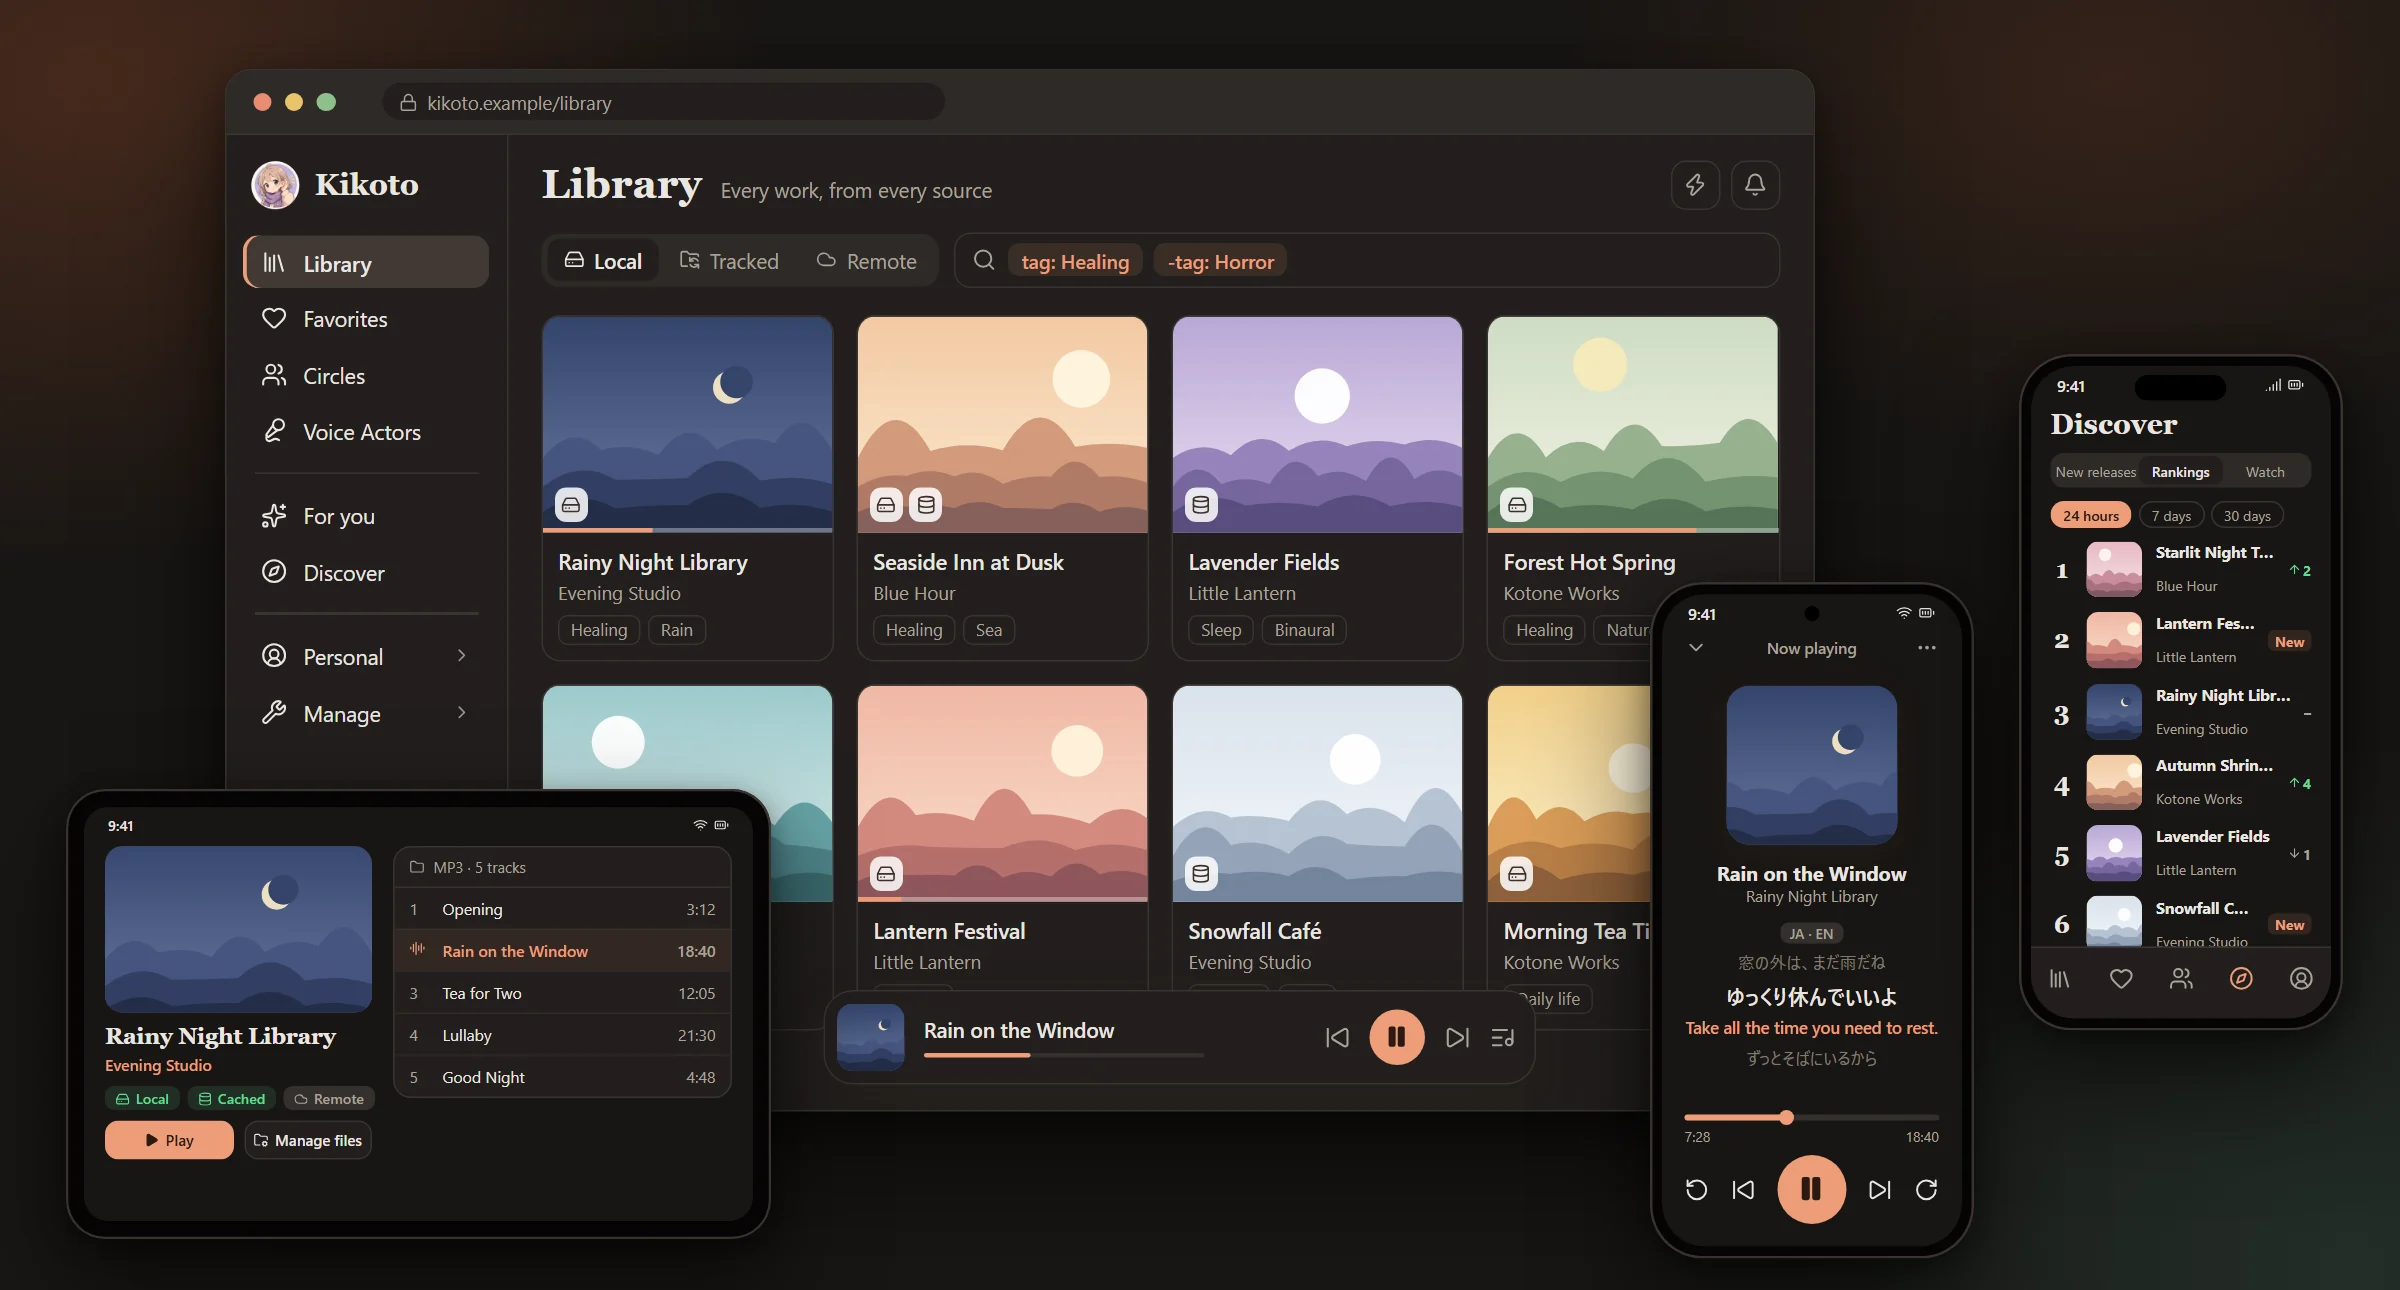 kikoto.example/library
Kikoto
Library
Favorites
Circles
Voice Actors
For you
Discover
Personal
Manage
Library Every work, from every source
Local Tracked Remote
tag: Healing -tag: Horror
Rainy Night Library
Evening Studio
Healing Rain
Seaside Inn at Dusk
Blue Hour
Healing Sea
Lavender Fields
Little Lantern
Sleep Binaural
Forest Hot Spring
Kotone Works
Healing
Lantern Festival
Little Lantern
Snowfall Café
Evening Studio
Morning Tea
Kotone Works
Daily life
Rain on the Window
9:41
Rainy Night Library
Evening Studio
Local Cached Remote
Play Manage files
MP3 · 5 tracks
1 Opening 3:12
Rain on the Window 18:40
3 Tea for Two 12:05
4 Lullaby 21:30
5 Good Night 4:48
9:41
Now playing
Rain on the Window
Rainy Night Library
JA · EN
窓の外は、まだ雨だね
ゆっくり休んでいいよ
Take all the time you need to rest.
ずっとそばにいるから
7:28 18:40
9:41
Discover
New releases Rankings Watch
24 hours 7 days 30 days
1 Starlit Night T... ↑2
Blue Hour
2 Lantern Fes... New
Little Lantern
3 Rainy Night Libr... –
Evening Studio
4 Autumn Shrin... ↑4
Kotone Works
5 Lavender Fields ↓1
Little Lantern
6 Snowfall C... New
Evening Studio